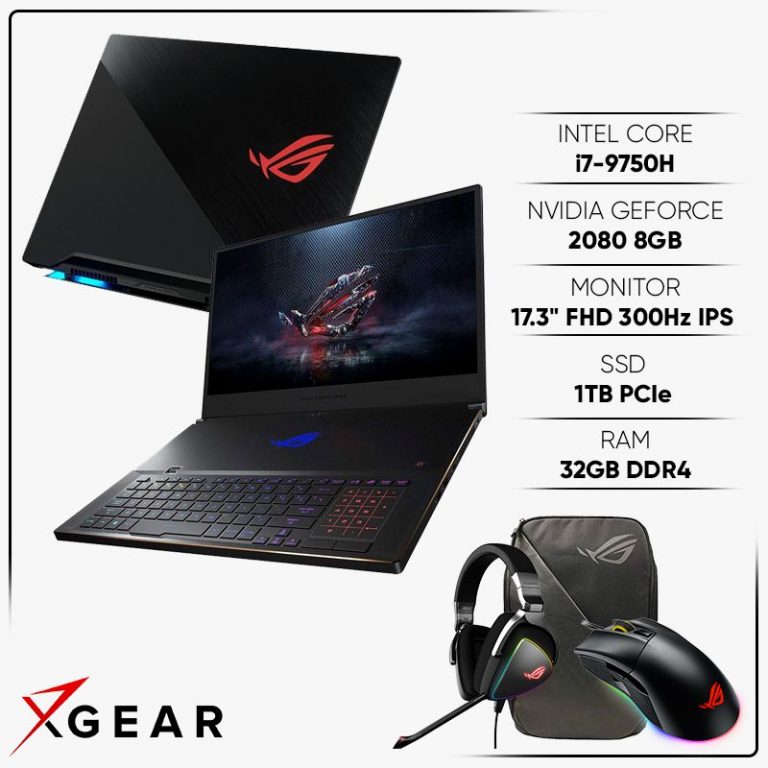 INTEL CORE
i7-9750H
NVIDIA GEFORCE
2080 8GB
MONITOR
17.3" FHD 300Hz IPS
SSD
1TB PCIe
RAM
32GB DDR4
XGEAR